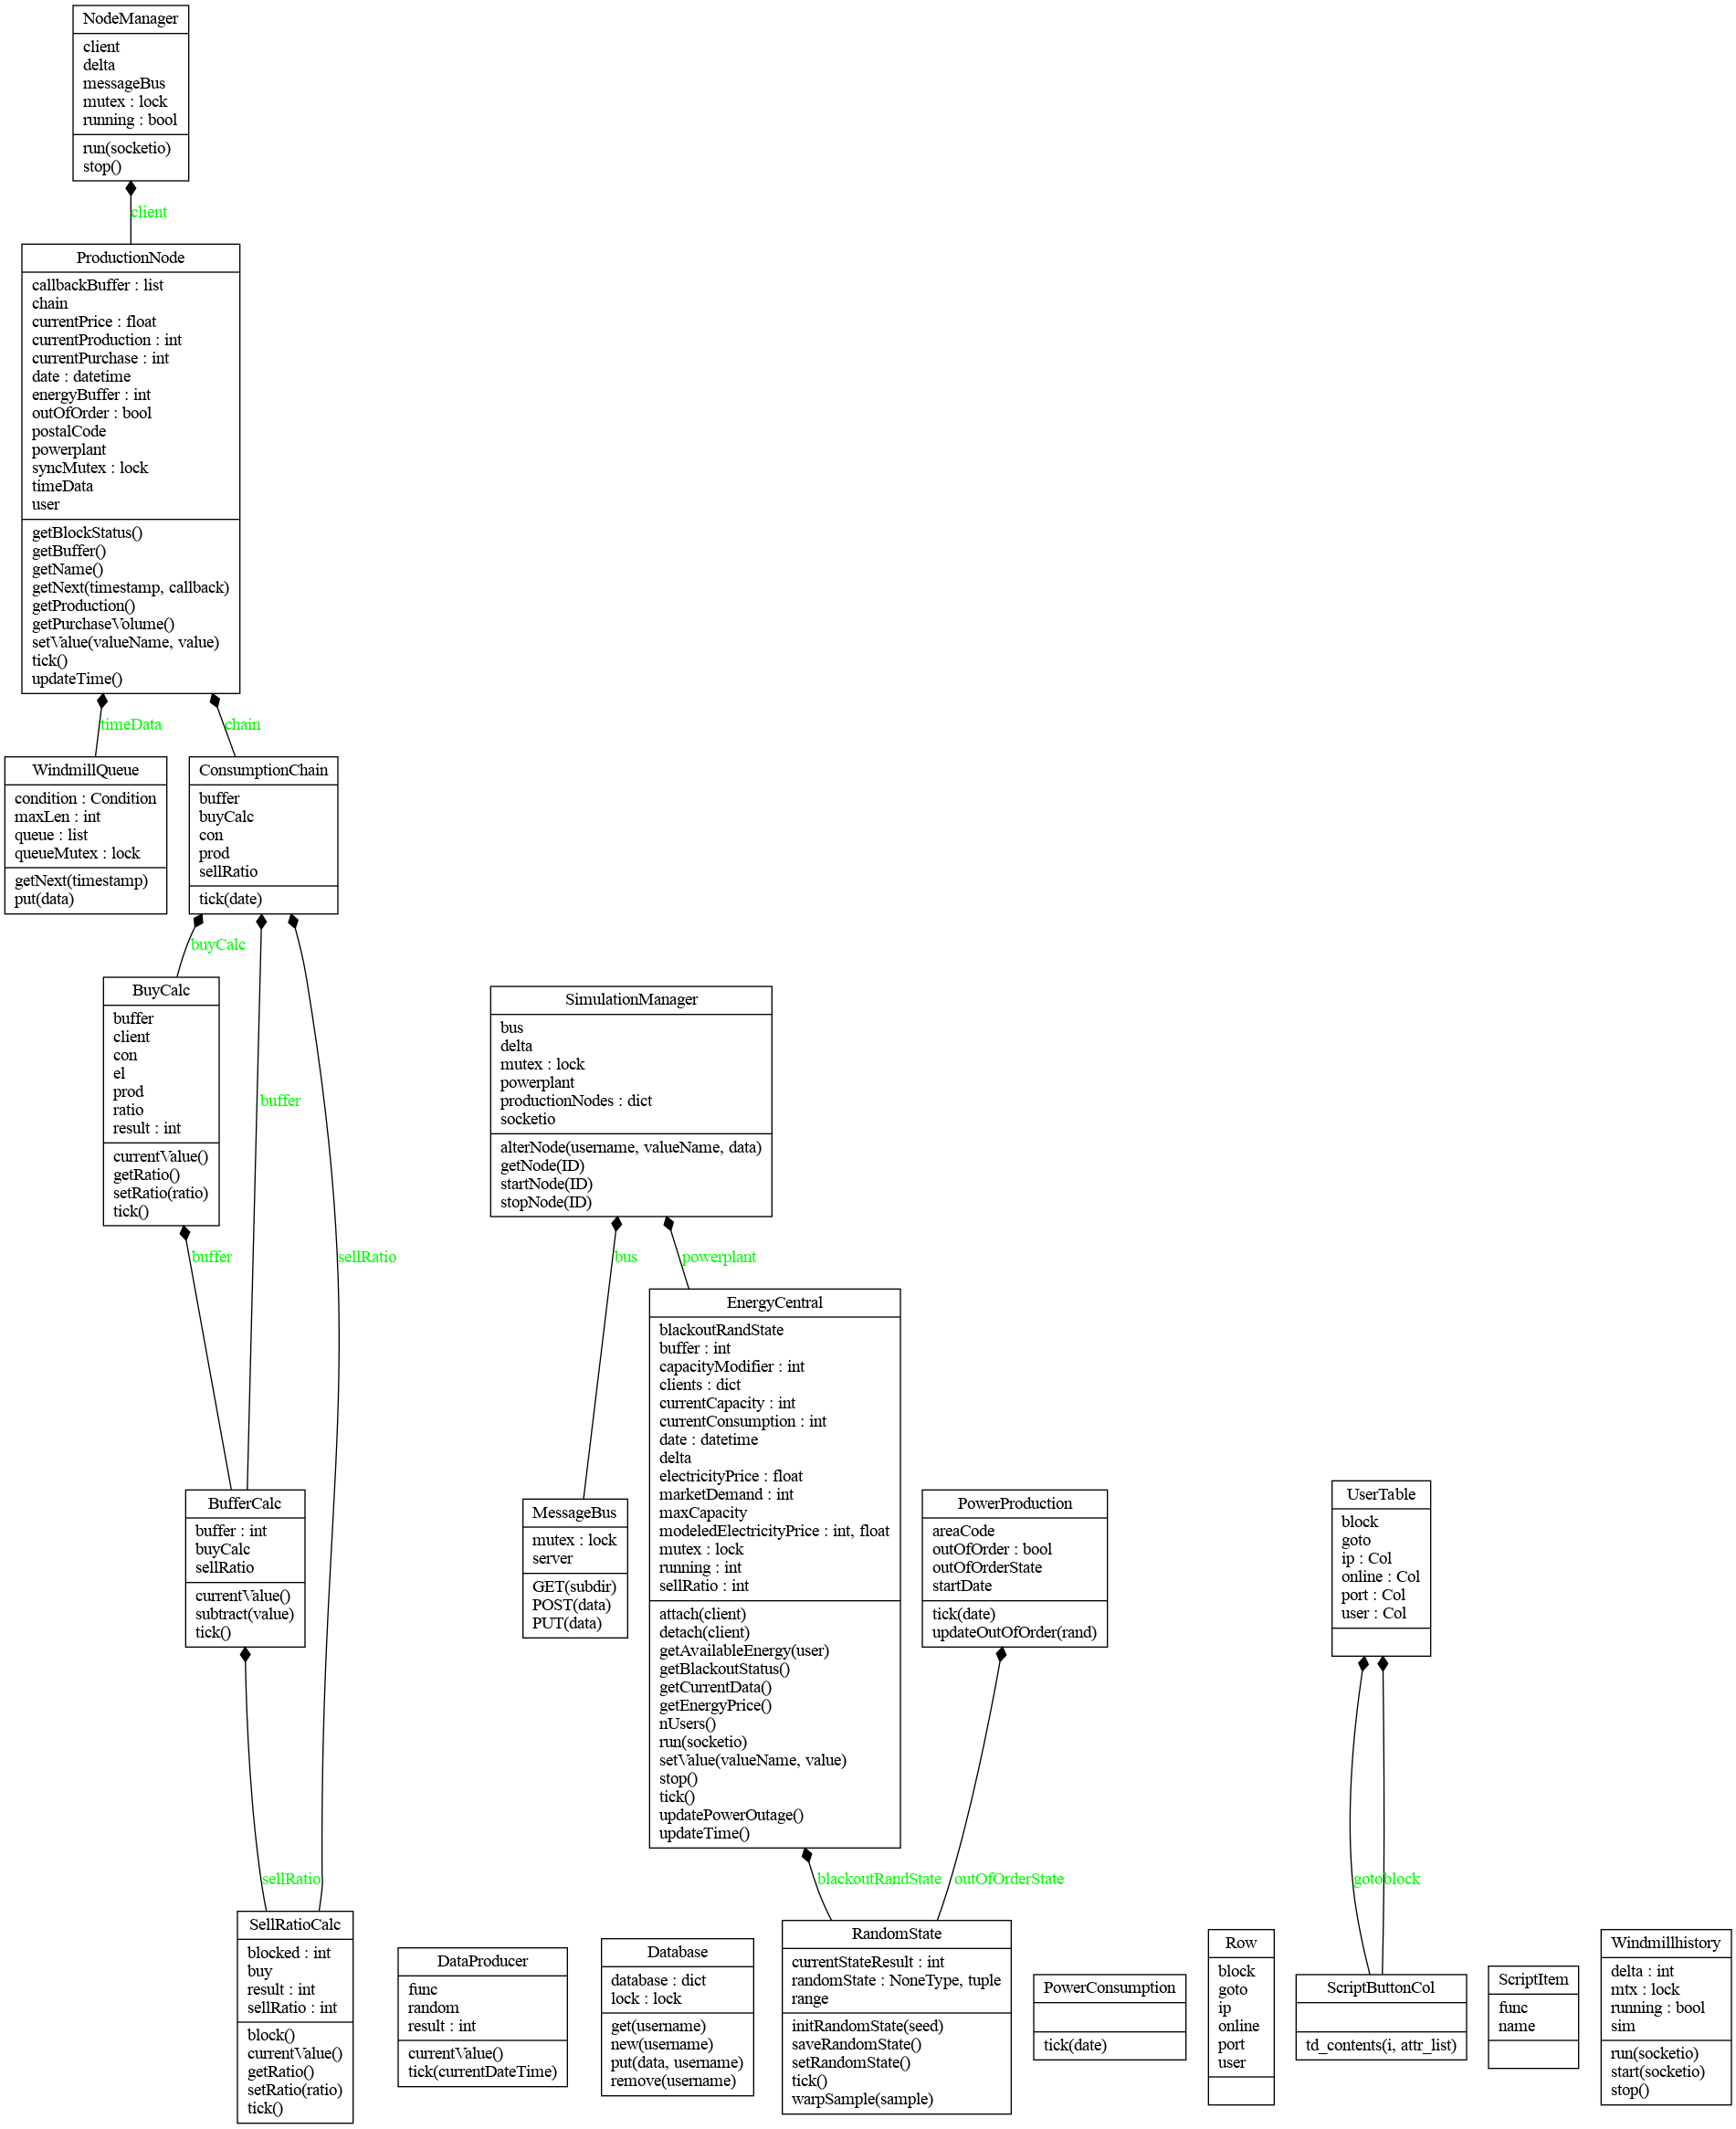 NodeManager
client
delta
messageBus
mutex : lock
running : bool
run(socketio)
stop()
client
ProductionNode
callbackBuffer : list
chain
currentPrice : float
currentProduction : int
currentPurchase : int
date : datetime
energyBuffer : int
outOfOrder : bool
postalCode
powerplant
syncMutex : lock
timeData
user
getBlockStatus()
getBuffer()
getName()
getNext(timestamp, callback)
getProduction()
getPurchaseVolume()
setValue(valueName, value)
tick()
updateTime()
timeData
chain
WindmillQueue
condition : Condition
maxLen : int
queue : list
queueMutex : lock
getNext(timestamp)
put(data)
ConsumptionChain
buffer
buyCalc
con
prod
sellRatio
tick(date)
buyCalc
buffer
sellRatio
BuyCalc
buffer
client
con
el
prod
ratio
result : int
currentValue()
getRatio()
setRatio(ratio)
tick()
buffer
SimulationManager
bus
delta
mutex : lock
powerplant
productionNodes : dict
socketio
alterNode(username, valueName, data)
getNode(ID)
startNode(ID)
stopNode(ID)
bus
powerplant
BufferCalc
buffer : int
buyCalc
sellRatio
currentValue()
subtract(value)
tick()
sellRatio
MessageBus
mutex : lock
server
GET(subdir)
POST(data)
PUT(data)
EnergyCentral
blackoutRandState
buffer : int
capacityModifier : int
clients : dict
currentCapacity : int
currentConsumption : int
date : datetime
delta
electricityPrice : float
marketDemand : int
maxCapacity
modeledElectricityPrice : int, float
mutex : lock
running : int
sellRatio : int
attach(client)
detach(client)
getAvailableEnergy(user)
getBlackoutStatus()
getCurrentData()
getEnergyPrice()
nUsers()
run(socketio)
setValue(valueName, value)
stop()
tick()
updatePowerOutage()
updateTime()
blackoutRandState
PowerProduction
areaCode
outOfOrder : bool
outOfOrderState
startDate
tick(date)
updateOutOfOrder(rand)
outOfOrderState
UserTable
block
goto
ip : Col
online : Col
port : Col
user : Col
goto
block
SellRatioCalc
blocked : int
buy
result : int
sellRatio : int
block()
currentValue()
getRatio()
setRatio(ratio)
tick()
DataProducer
func
random
result : int
currentValue()
tick(currentDateTime)
Database
database : dict
lock : lock
get(username)
new(username)
put(data, username)
remove(username)
RandomState
currentStateResult : int
randomState : NoneType, tuple
range
initRandomState(seed)
saveRandomState()
setRandomState()
tick()
warpSample(sample)
PowerConsumption
tick(date)
Row
block
goto
ip
online
port
user
ScriptButtonCol
td_contents(i, attr_list)
ScriptItem
func
name
Windmillhistory
delta : int
mtx : lock
running : bool
sim
run(socketio)
start(socketio)
stop()